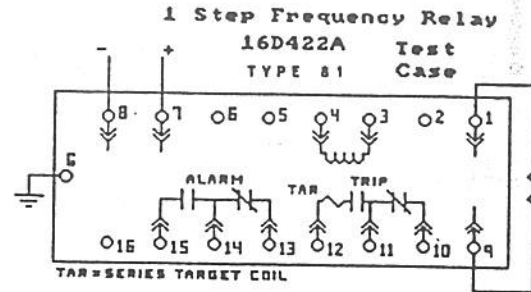 1 Step Frequency Relay
16D422A Test
TYPE 81 Case
- +
8 7 6 5 4 3 2 1
G
ALARM TAR TRIP
16 15 14 13 12 11 10 9
TAR=SERIES TARGET COIL